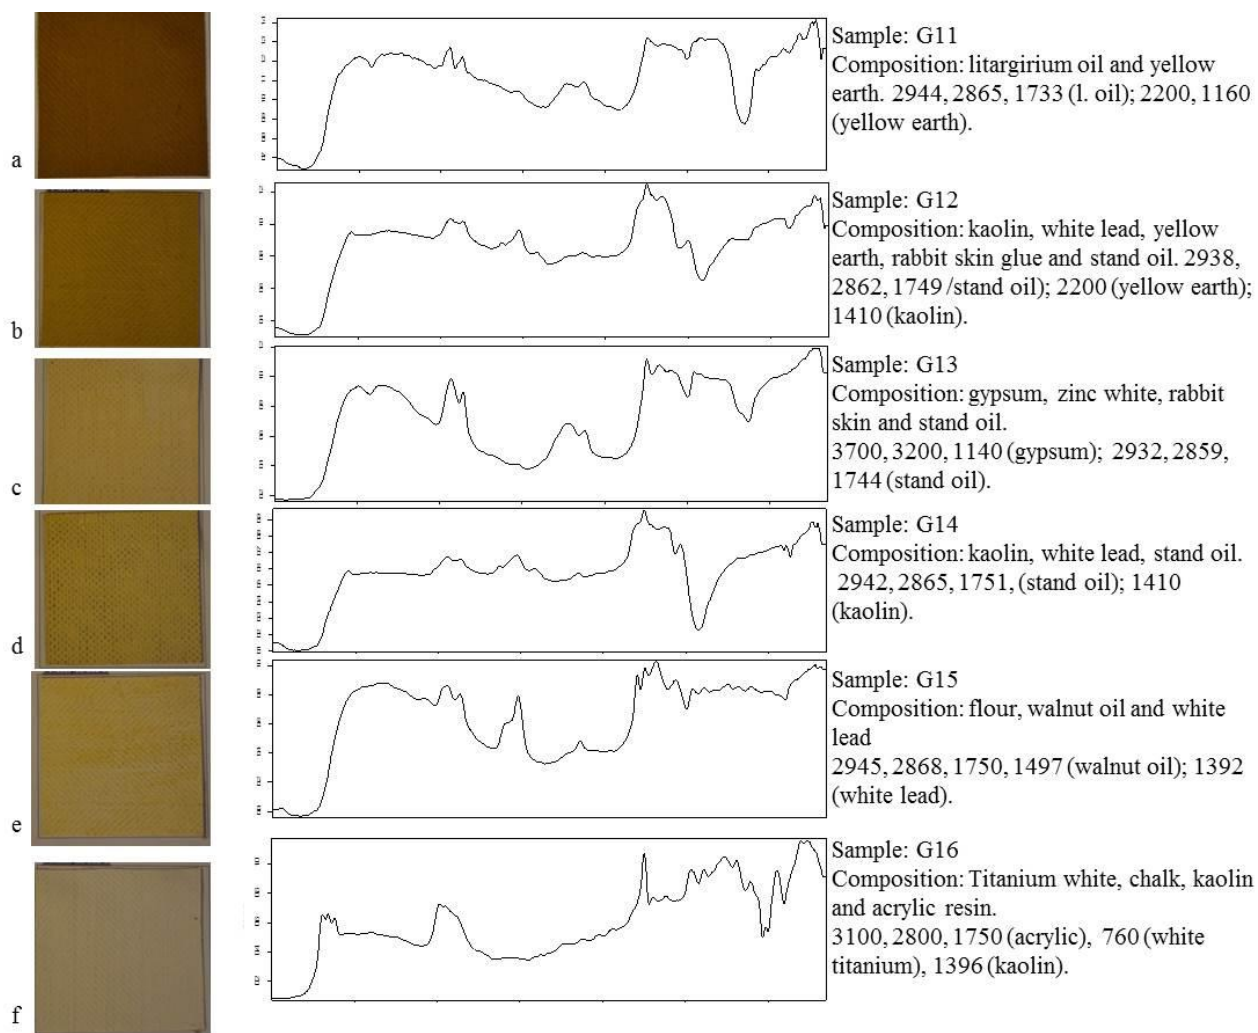 Sample: G11
Composition: litargirium oil and yellow
earth. 2944, 2865, 1733 (l. oil); 2200, 1160
(yellow earth).
a
Sample: G12
Composition: kaolin, white lead, yellow
earth, rabbit skin glue and stand oil. 2938,
2862, 1749 /stand oil); 2200 (yellow earth);
1410 (kaolin).
b
Sample: G13
Composition: gypsum, zinc white, rabbit
skin and stand oil.
3700, 3200, 1140 (gypsum); 2932, 2859,
1744 (stand oil).
c
Sample: G14
Composition: kaolin, white lead, stand oil.
2942, 2865, 1751, (stand oil); 1410
(kaolin).
d
Sample: G15
Composition: flour, walnut oil and white
lead
2945, 2868, 1750, 1497 (walnut oil); 1392
(white lead).
e
Sample: G16
Composition: Titanium white, chalk, kaolin
and acrylic resin.
3100, 2800, 1750 (acrylic), 760 (white
titanium), 1396 (kaolin).
f